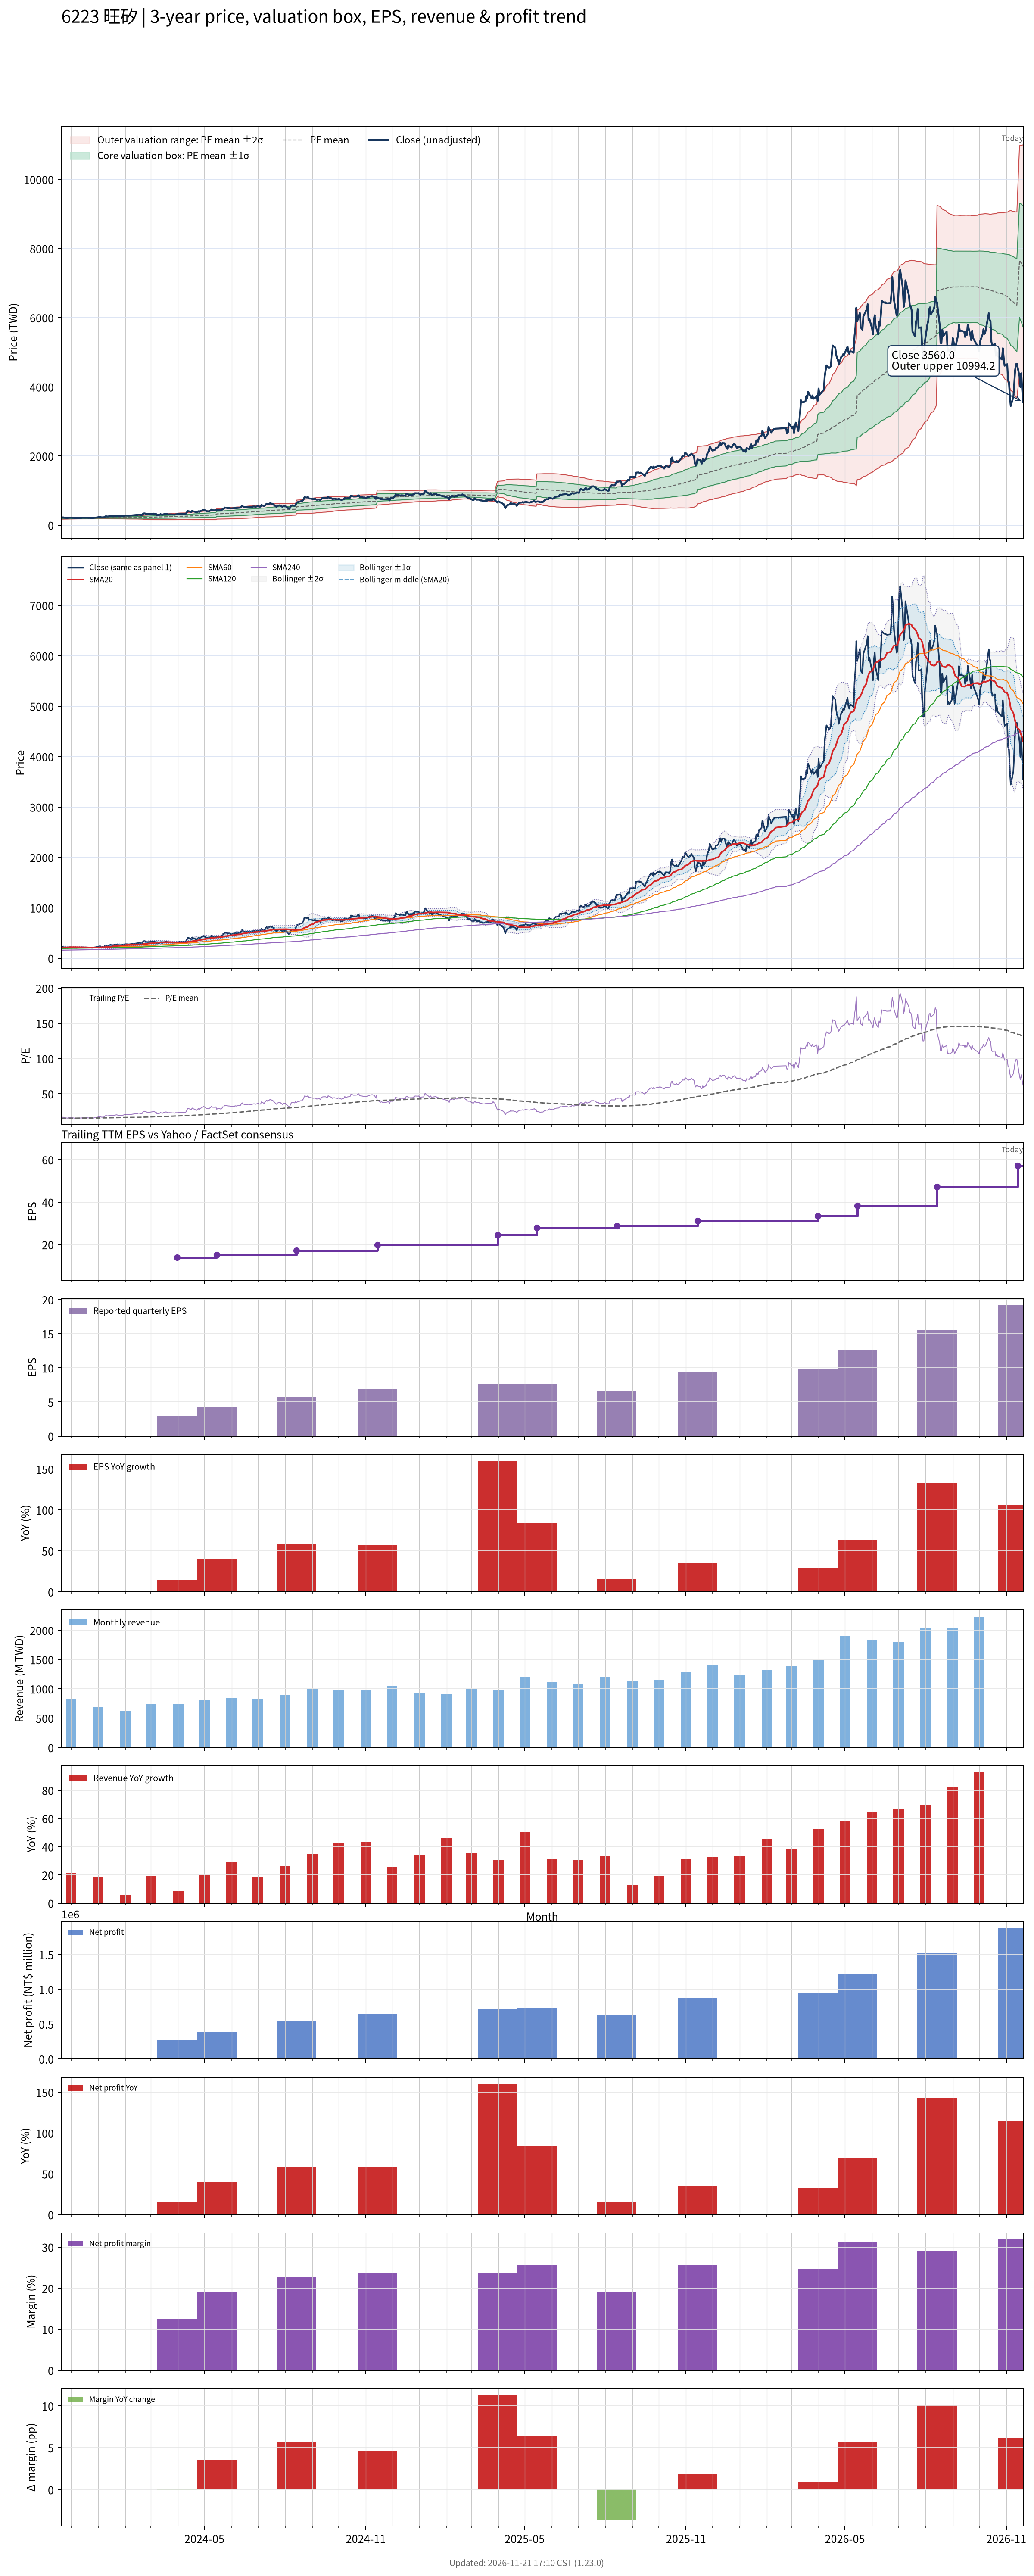 6223 旺矽 | 3-year price, valuation box, EPS, revenue & profit trend
Outer valuation range: PE mean ±2σ
PE mean
Close (unadjusted)
Core valuation box: PE mean ±1σ
Today
Price (TWD)
10000
8000
6000
4000
2000
0
Close 3560.0
Outer upper 10994.2
Close (same as panel 1)
SMA20
SMA60
SMA120
SMA240
Bollinger ±2σ
Bollinger ±1σ
Bollinger middle (SMA20)
Price
7000
6000
5000
4000
3000
2000
1000
0
Trailing P/E
P/E mean
P/E
200
150
100
50
Trailing TTM EPS vs Yahoo / FactSet consensus
Today
EPS
60
40
20
Reported quarterly EPS
EPS
20
15
10
5
0
EPS YoY growth
YoY (%)
150
100
50
0
Monthly revenue
Revenue (M TWD)
2000
1500
1000
500
0
Revenue YoY growth
YoY (%)
80
60
40
20
0
Month
1e6
Net profit
Net profit (NT$ million)
1.5
1.0
0.5
0.0
Net profit YoY
YoY (%)
150
100
50
0
Net profit margin
Margin (%)
30
20
10
0
Margin YoY change
Δ margin (pp)
10
5
0
2024-05
2024-11
2025-05
2025-11
2026-05
2026-11
Updated: 2026-11-21 17:10 CST (1.23.0)